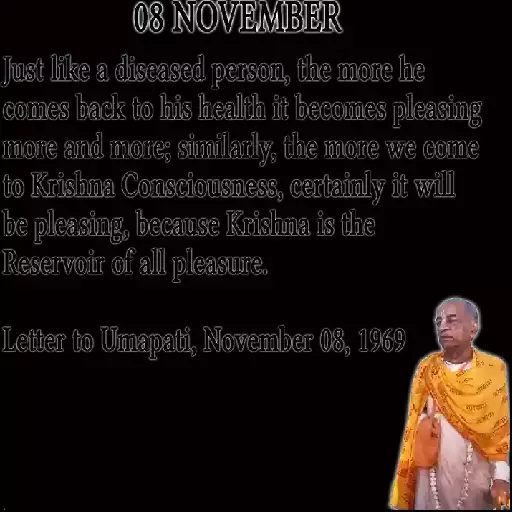 08 NOVEMBER
Just like a diseased person, the more he
comes back to his health it becomes pleasing
more and more; similarly, the more we come
to Krishna Consciousness, certainly it will
be pleasing, because Krishna is the
Reservoir of all pleasure.
Letter to Umapati, November 08, 1969